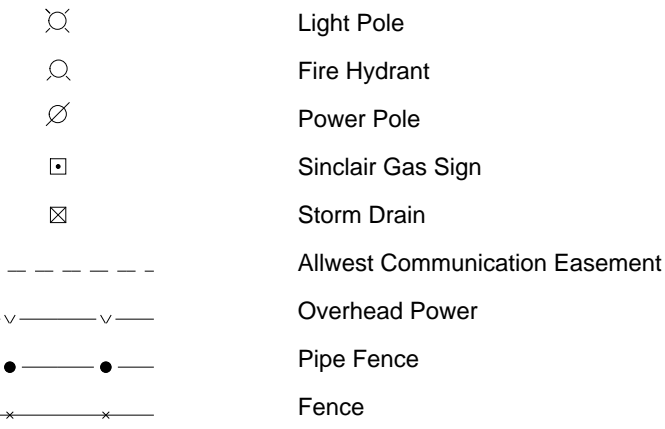 Light Pole
Fire Hydrant
Power Pole
Sinclair Gas Sign
Storm Drain
Allwest Communication Easement
Overhead Power
Pipe Fence
Fence